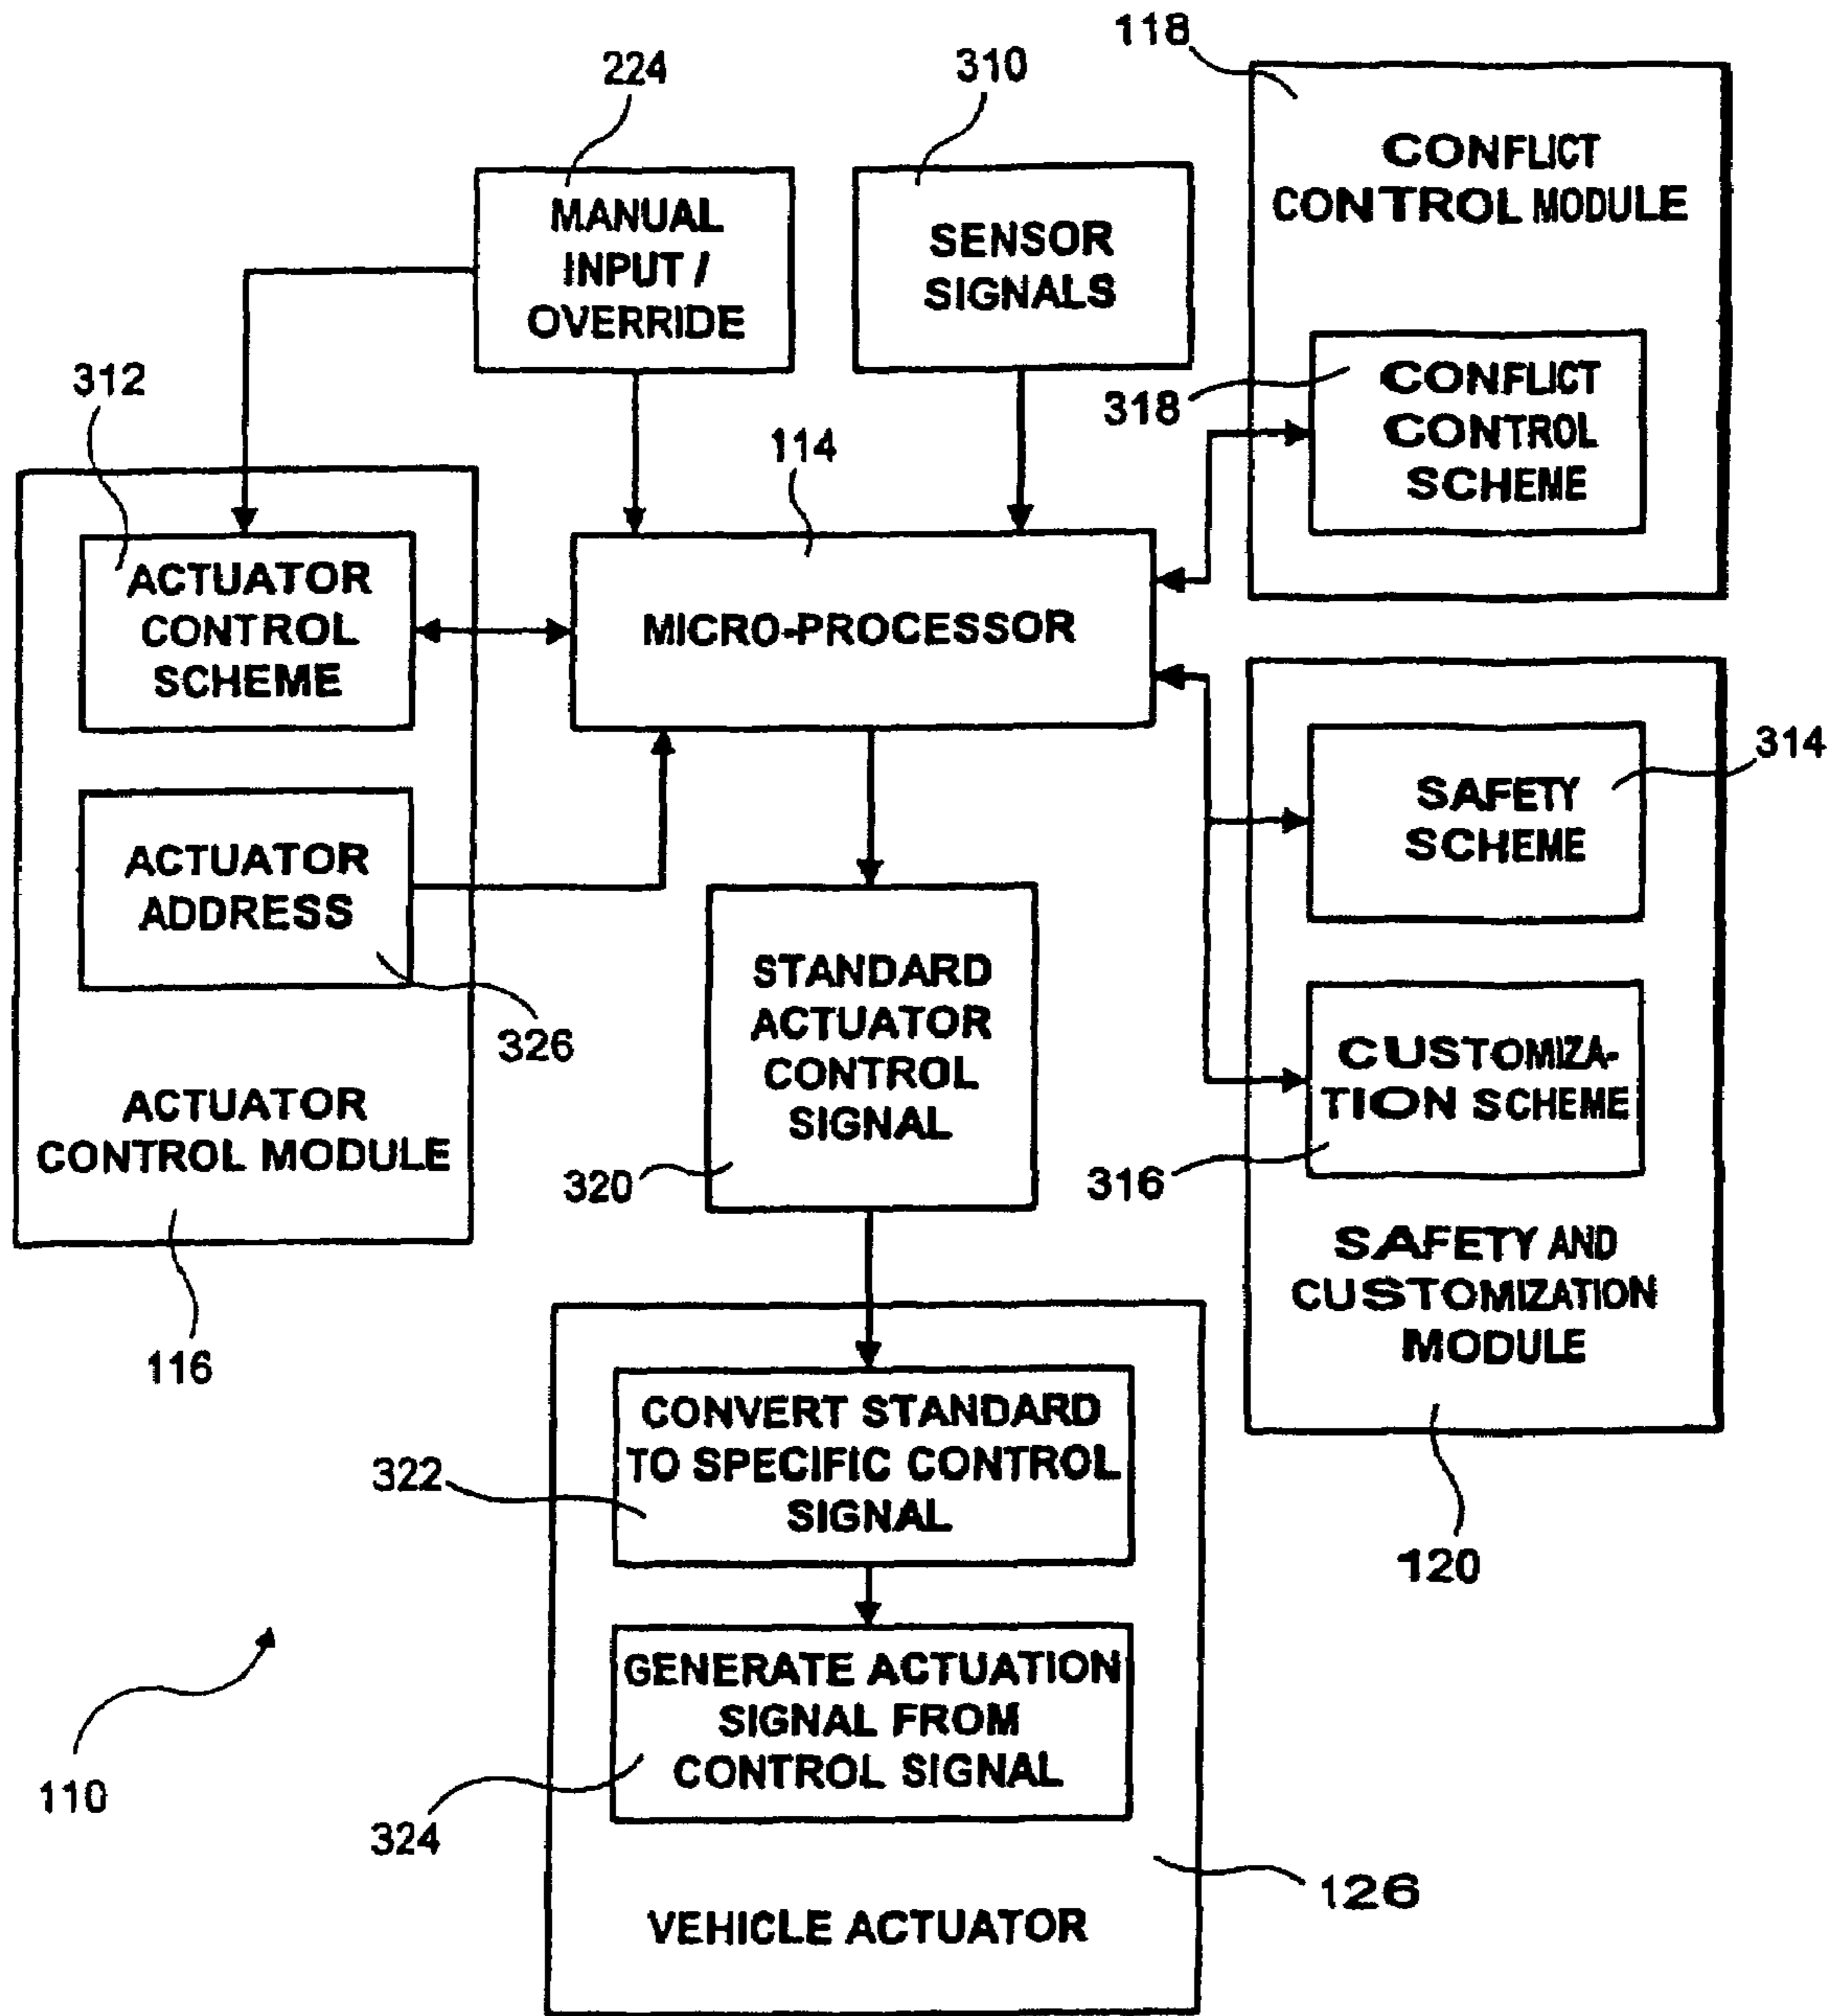 118
224
310
CONFLICT
CONTROL MODULE
MANUAL
INPUT /
OVERRIDE
SENSOR
SIGNALS
312
318
CONFLICT
CONTROL
SCHEME
114
ACTUATOR
CONTROL
SCHEME
MICRO-PROCESSOR
314
SAFETY
SCHEME
ACTUATOR
ADDRESS
326
STANDARD
ACTUATOR
CONTROL
SIGNAL
320
CUSTOMIZA-
TION SCHEME
316
ACTUATOR
CONTROL MODULE
116
SAFETY AND
CUSTOMIZATION
MODULE
120
CONVERT STANDARD
TO SPECIFIC CONTROL
SIGNAL
322
GENERATE ACTUATION
SIGNAL FROM
CONTROL SIGNAL
324
110
126
VEHICLE ACTUATOR